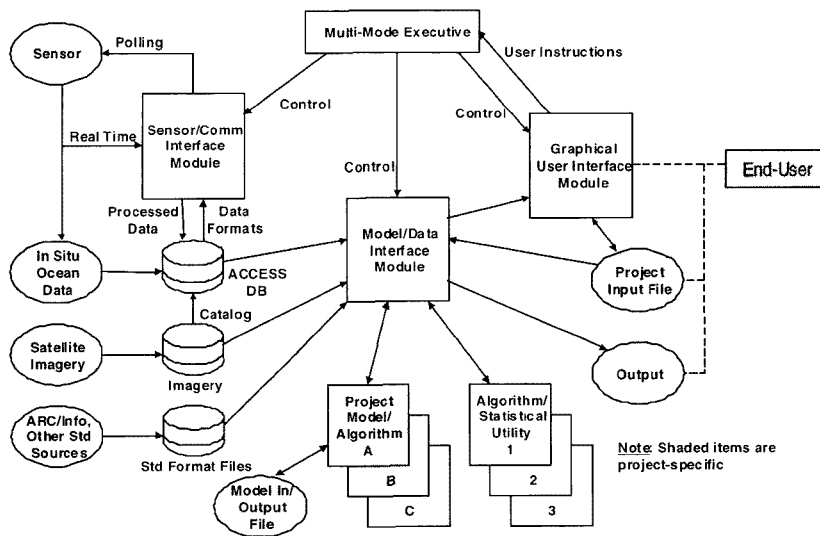 Polling
Multi-Mode Executive
User Instructions
Sensor
Control
Control
Real Time
Sensor/Comm
Interface
Module
Control
Graphical
User Interface
Module
End-User
Processed
Data
Data
Formats
Model/Data
Interface
Module
In Situ
Ocean
Data
ACCESS
DB
Project
Input File
Catalog
Satellite
Imagery
Imagery
Output
ARC/Info,
Other Std
Sources
Std Format Files
Project
Model/
Algorithm
A
B
C
Algorithm/
Statistical
Utility
1
2
3
Model In/
Output
File
Note: Shaded items are
project-specific